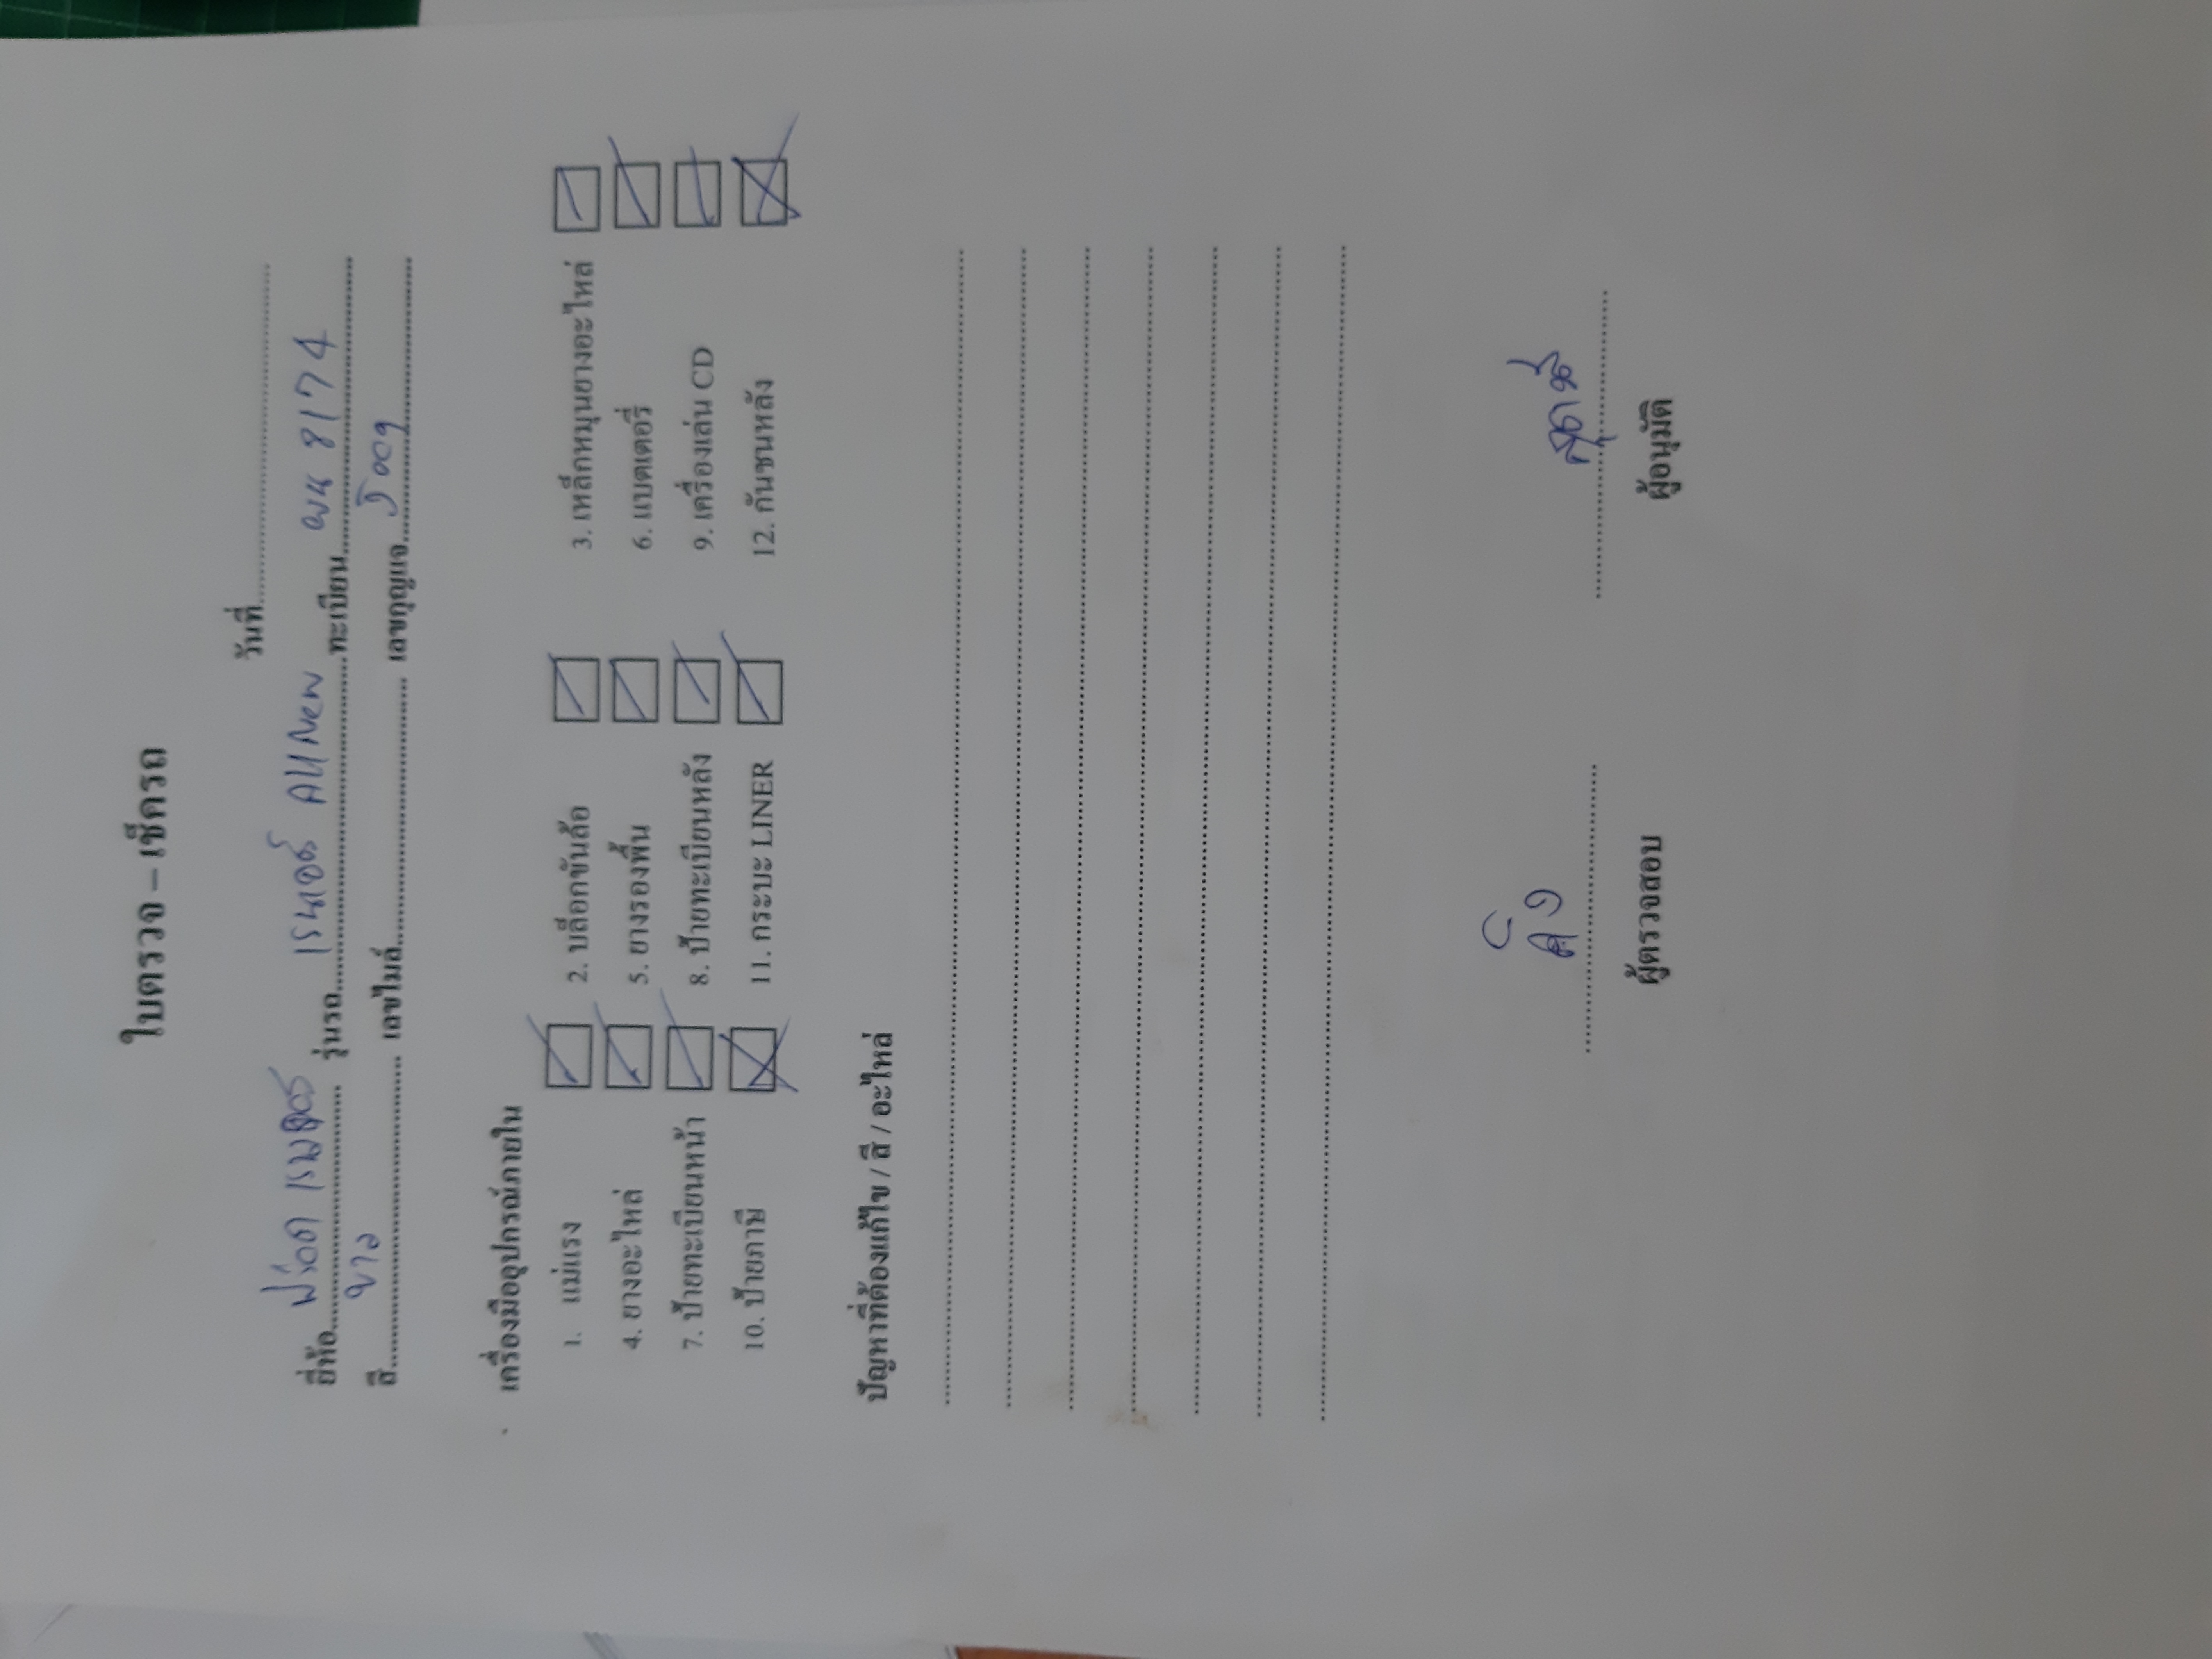 ใบตรวจ – เช็ครถ
วันที่
ยี่ห้อ ฟอร์ด เรนเจอร์ รุ่นรถ เรนเจอร์ All New ทะเบียน ผน 8174
สี ขาว เลขไมล์ เลขกุญแจ
เครื่องมืออุปกรณ์ภายใน
1. แม่แรง 2. บล็อกขันล้อ 3. เหล็กหมุนยางอะไหล่
4. ยางอะไหล่ 5. ยางรองพื้น 6. แบตเตอรี่
7. ป้ายทะเบียนหน้า 8. ป้ายทะเบียนหลัง 9. เครื่องเล่น CD
10. ป้ายภาษี 11. กระบะ LINER 12. กันชนหลัง
ปัญหาที่ต้องแก้ไข / สี / อะไหล่
ผู้ตรวจสอบ ผู้อนุมัติ